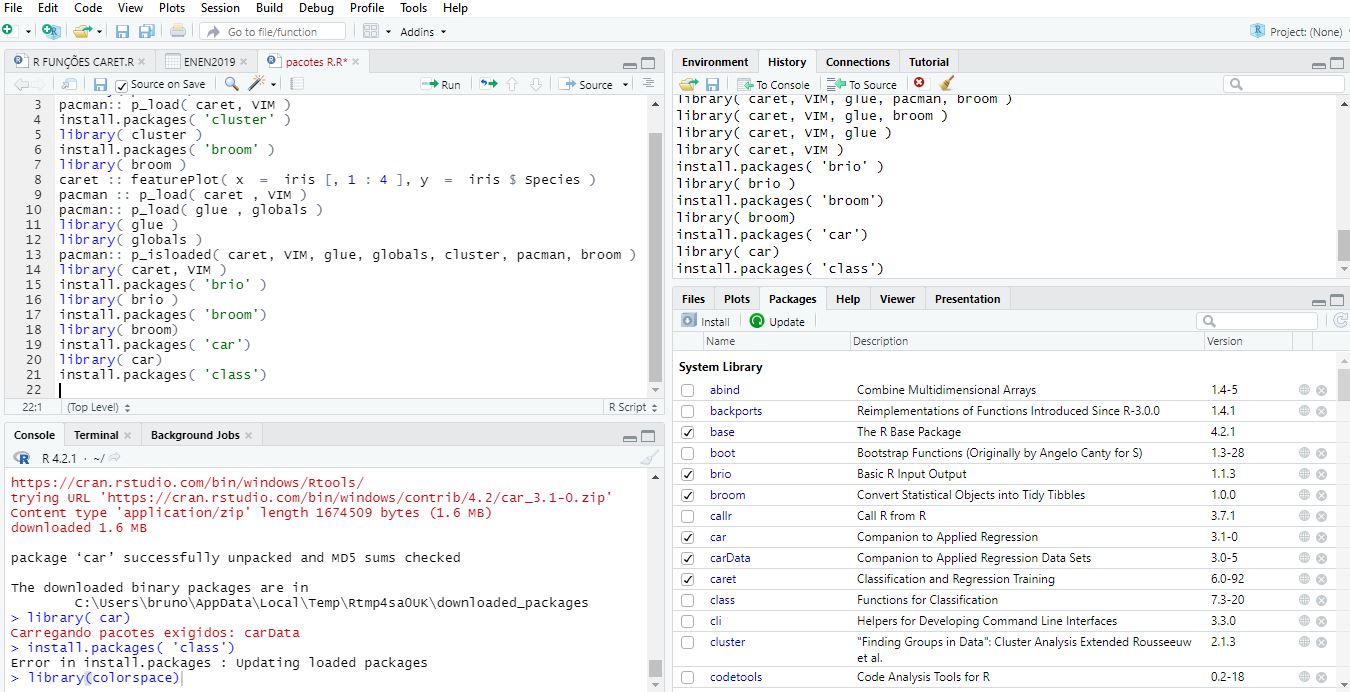 File Edit Code View Plots Session Build Debug Profile Tools Help
Go to file/function Addins Project: (None)
R FUNÇÕES CARET.R ENEN2019 pacotes R.R*
Source on Save Run Source
3 pacman:: p_load( caret, VIM )
4 install.packages( 'cluster' )
5 library( cluster )
6 install.packages( 'broom' )
7 library( broom )
8 caret :: featurePlot( x = iris [, 1 : 4 ], y = iris $ Species )
9 pacman :: p_load( caret , VIM )
10 pacman:: p_load( glue , globals )
11 library( glue )
12 library( globals )
13 pacman:: p_isloaded( caret, VIM, glue, globals, cluster, pacman, broom )
14 library( caret, VIM )
15 install.packages( 'brio' )
16 library( brio )
17 install.packages( 'broom')
18 library( broom)
19 install.packages( 'car')
20 library( car)
21 install.packages( 'class')
22
22:1 (Top Level) R Script
Console Terminal Background Jobs
R 4.2.1 · ~/
https://cran.rstudio.com/bin/windows/Rtools/
trying URL 'https://cran.rstudio.com/bin/windows/contrib/4.2/car_3.1-0.zip'
Content type 'application/zip' length 1674509 bytes (1.6 MB)
downloaded 1.6 MB
package ‘car’ successfully unpacked and MD5 sums checked
The downloaded binary packages are in
C:\Users\bruno\AppData\Local\Temp\Rtmp4sa0UK\downloaded_packages
> library( car)
Carregando pacotes exigidos: carData
> install.packages( 'class')
Error in install.packages : Updating loaded packages
> library(colorspace)
Environment History Connections Tutorial
To Console To Source
library( caret, VIM, glue, pacman, broom )
library( caret, VIM, glue, broom )
library( caret, VIM, glue )
library( caret, VIM )
install.packages( 'brio' )
library( brio )
install.packages( 'broom')
library( broom)
install.packages( 'car')
library( car)
install.packages( 'class')
Files Plots Packages Help Viewer Presentation
Install Update
Name Description Version
System Library
abind Combine Multidimensional Arrays 1.4-5
backports Reimplementations of Functions Introduced Since R-3.0.0 1.4.1
base The R Base Package 4.2.1
boot Bootstrap Functions (Originally by Angelo Canty for S) 1.3-28
brio Basic R Input Output 1.1.3
broom Convert Statistical Objects into Tidy Tibbles 1.0.0
callr Call R from R 3.7.1
car Companion to Applied Regression 3.1-0
carData Companion to Applied Regression Data Sets 3.0-5
caret Classification and Regression Training 6.0-92
class Functions for Classification 7.3-20
cli Helpers for Developing Command Line Interfaces 3.3.0
cluster "Finding Groups in Data": Cluster Analysis Extended Rousseeuw 2.1.3
et al.
codetools Code Analysis Tools for R 0.2-18